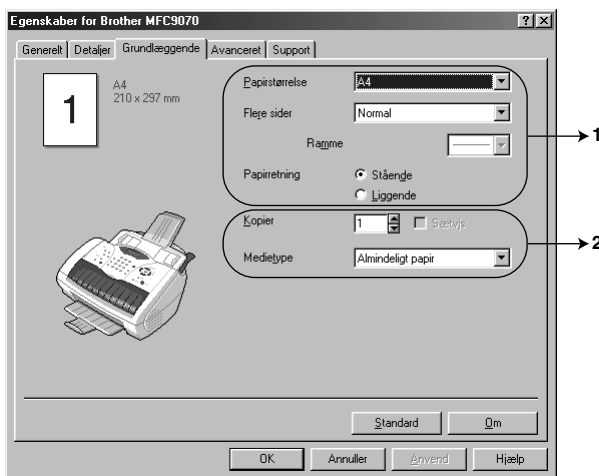 Egenskaber for Brother MFC9070
Generelt Detaljer Grundlæggende Avanceret Support
1
A4
210 x 297 mm
Papirstørrelse A4
Flere sider Normal
Ramme
Papirretning Stående
Liggende
1
Kopier 1 Sætvis
Medietype Almindeligt papir
2
Standard Om
OK Annuller Anvend Hjælp